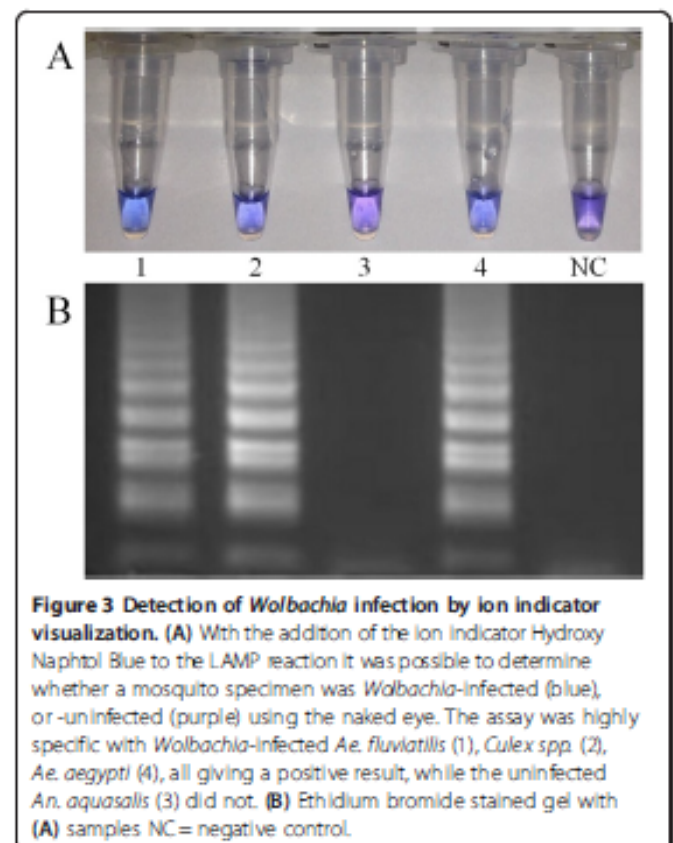 A
1 2 3 4 NC
B
Figure 3 Detection of Wolbachia infection by ion indicator
visualization. (A) With the addition of the ion indicator Hydroxy
Naphtol Blue to the LAMP reaction it was possible to determine
whether a mosquito specimen was Wolbachia-infected (blue),
or -uninfected (purple) using the naked eye. The assay was highly
specific with Wolbachia-infected Ae. fluviatilis (1), Culex spp. (2),
Ae. aegypti (4), all giving a positive result, while the uninfected
An. aquasalis (3) did not. (B) Ethidium bromide stained gel with
(A) samples NC = negative control.